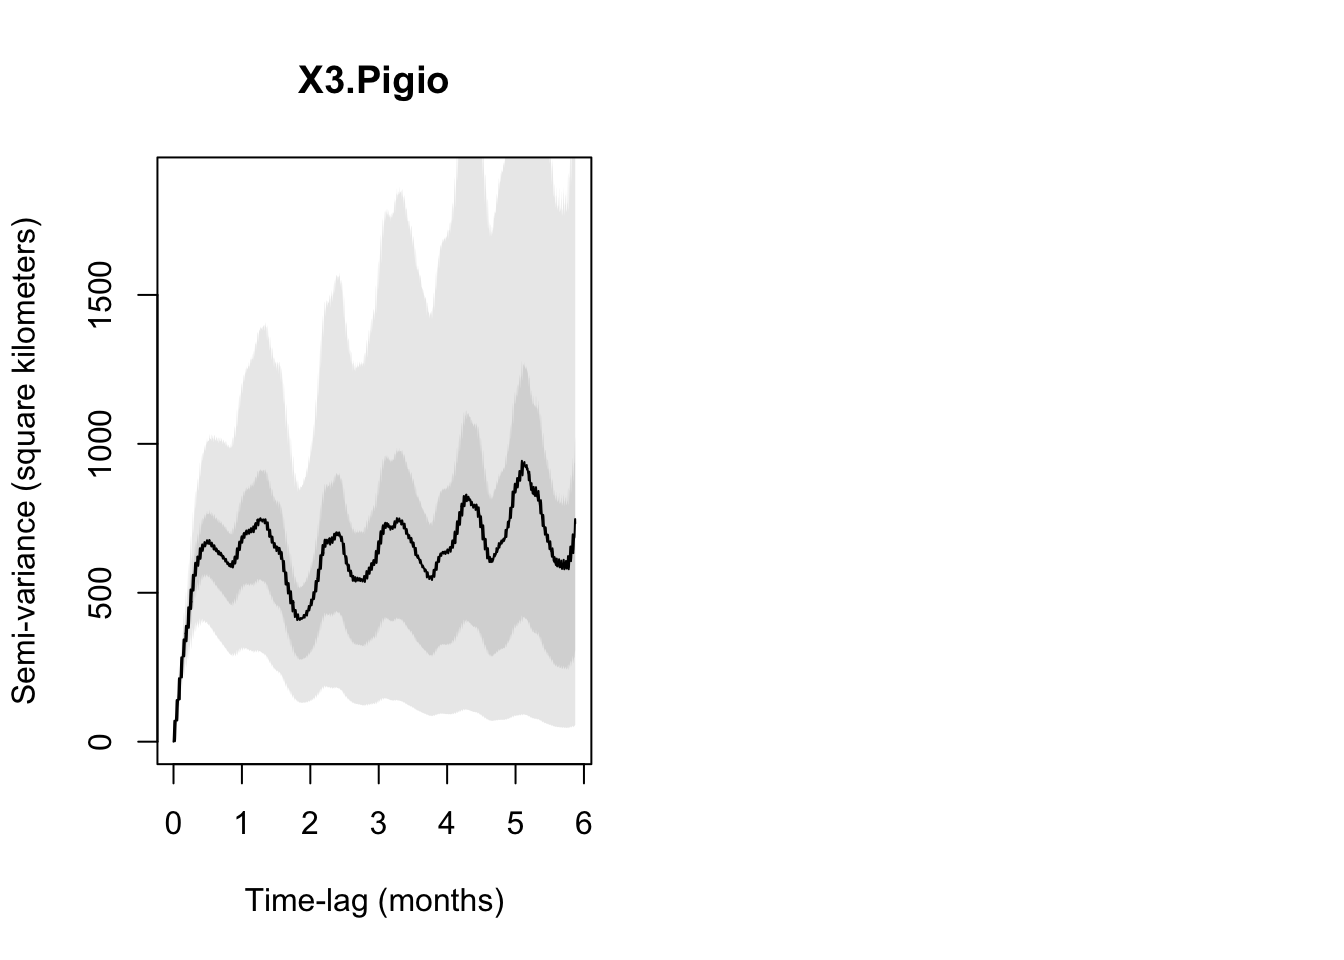 X3.Pigio
Semi-variance (square kilometers)
1500
1000
500
0
0 1 2 3 4 5 6
Time-lag (months)